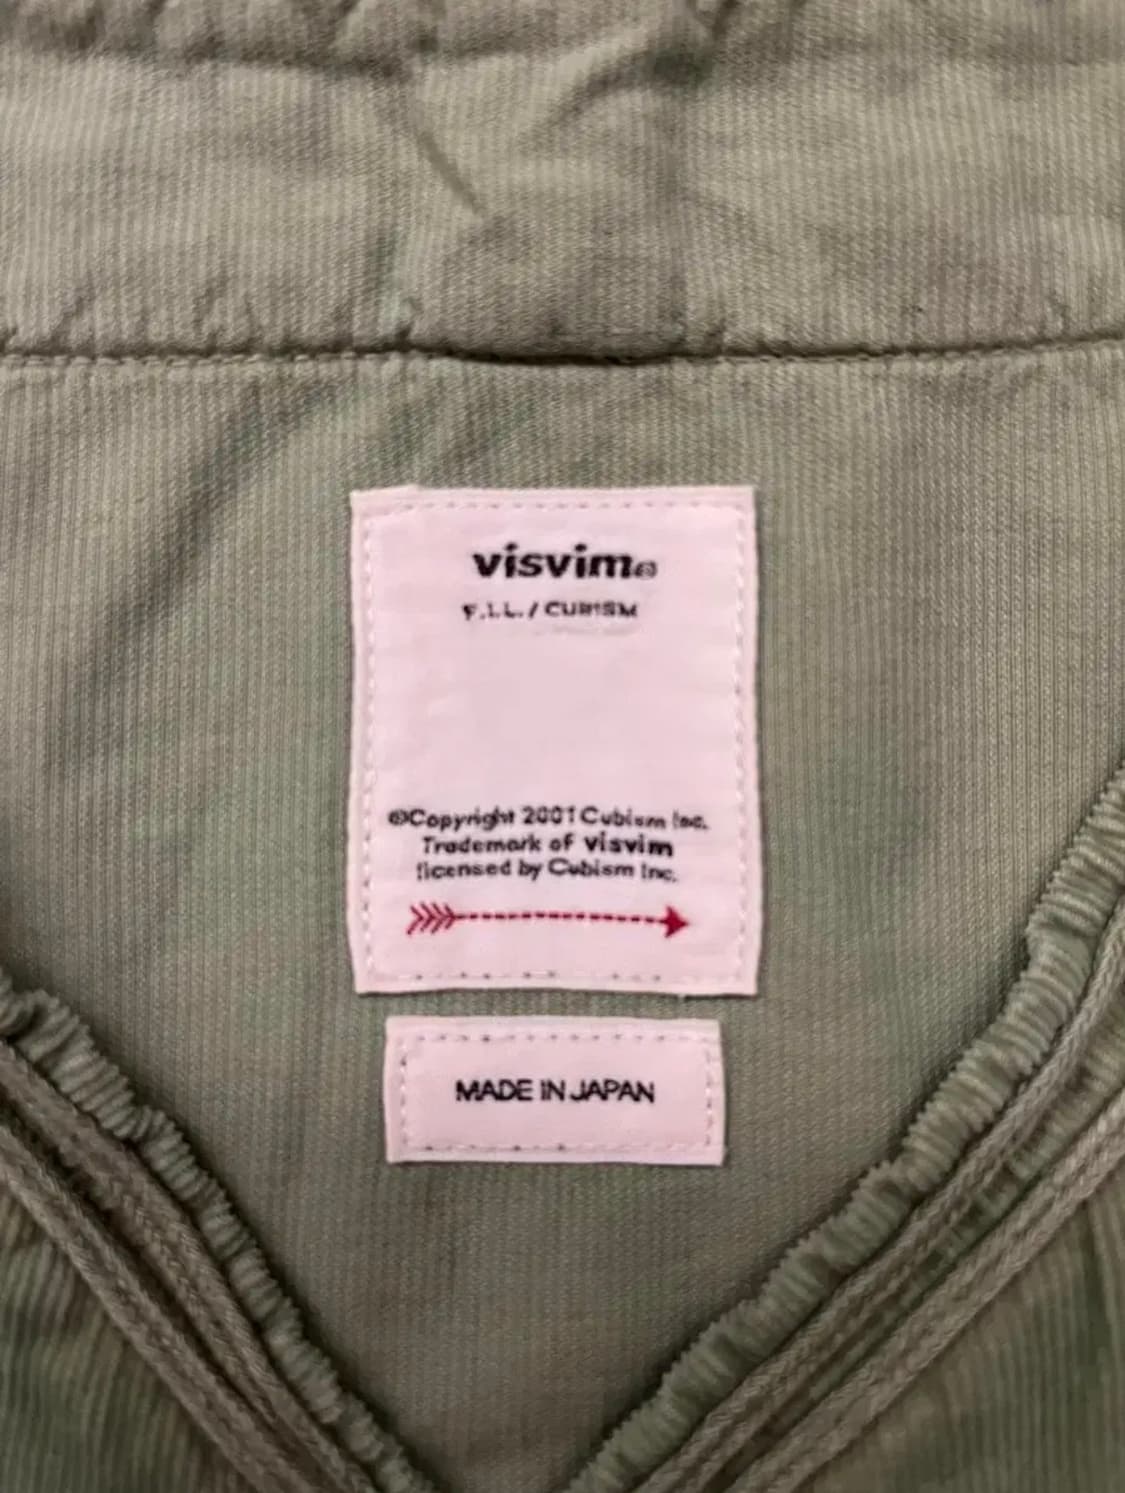 visvim®
F.I.L. / CUBISM
©Copyright 2001 Cubism Inc.
Trademark of visvim
licensed by Cubism Inc.
MADE IN JAPAN